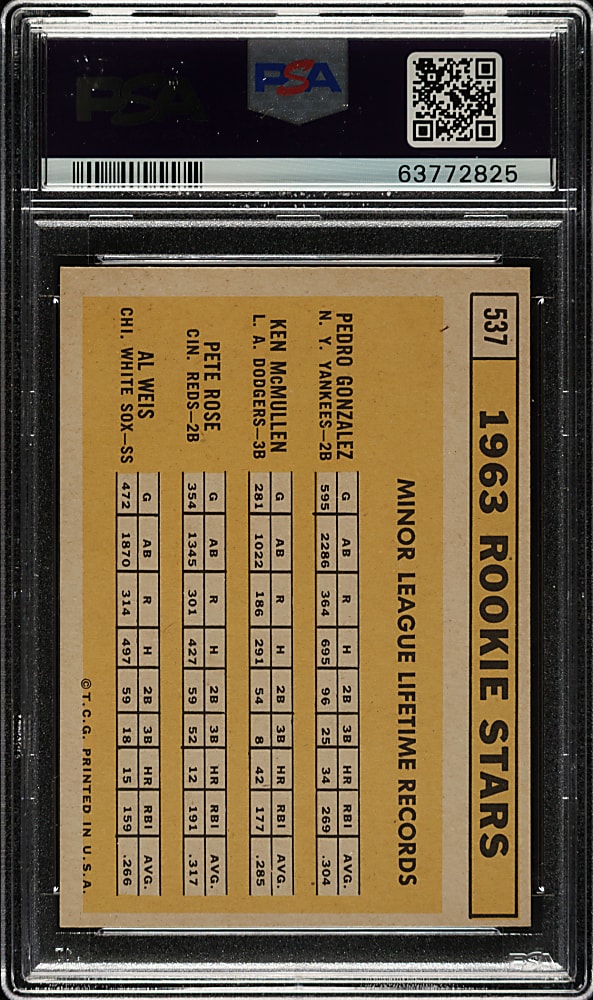 PSA
PSA
63772825
537
1963 ROOKIE STARS
MINOR LEAGUE LIFETIME RECORDS
G AB R H 2B 3B HR RBI AVG.
PEDRO GONZALEZ
N. Y. YANKEES—2B 595 2286 364 695 96 25 34 269 .304
G AB R H 2B 3B HR RBI AVG.
KEN McMULLEN
L. A. DODGERS—3B 281 1022 186 291 54 8 42 177 .285
G AB R H 2B 3B HR RBI AVG.
PETE ROSE
CIN. REDS—2B 354 1345 301 427 59 52 12 191 .317
G AB R H 2B 3B HR RBI AVG.
AL WEIS
CHI. WHITE SOX—SS 472 1870 314 497 59 18 15 159 .266
© T. C. G. PRINTED IN U. S. A.
PSA